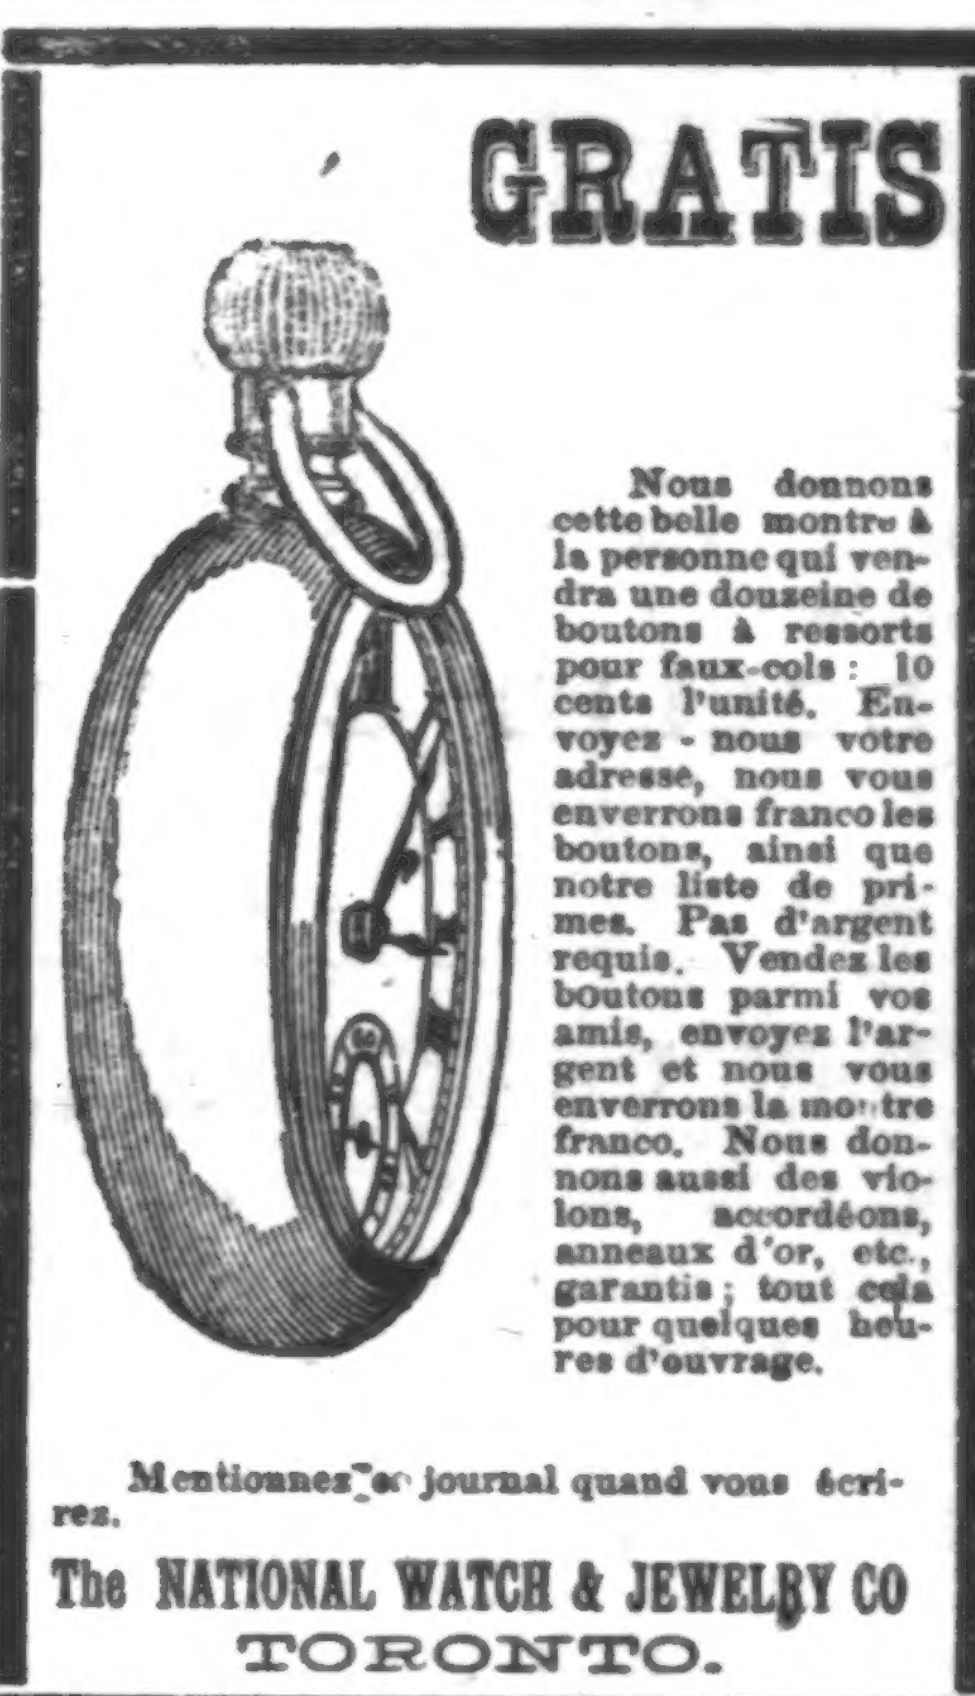 GRATIS
Nous donnons
cette belle montre à
la personne qui ven-
dra une douzeine de
boutons à ressorts
pour faux-cols : 10
cents l'unité. En-
voyez - nous votre
adresse, nous vous
enverrons franco les
boutons, ainsi que
notre liste de pri-
mes. Pas d'argent
requis. Vendez les
boutons parmi vos
amis, envoyez l'ar-
gent et nous vous
enverrons la montre
franco. Nous don-
nons aussi des vio-
lons, accordéons,
anneaux d'or, etc.,
garantis ; tout cela
pour quelques heu-
res d'ouvrage.
Mentionnez ce journal quand vous écri-
rez.
The NATIONAL WATCH & JEWELRY CO
TORONTO.
60